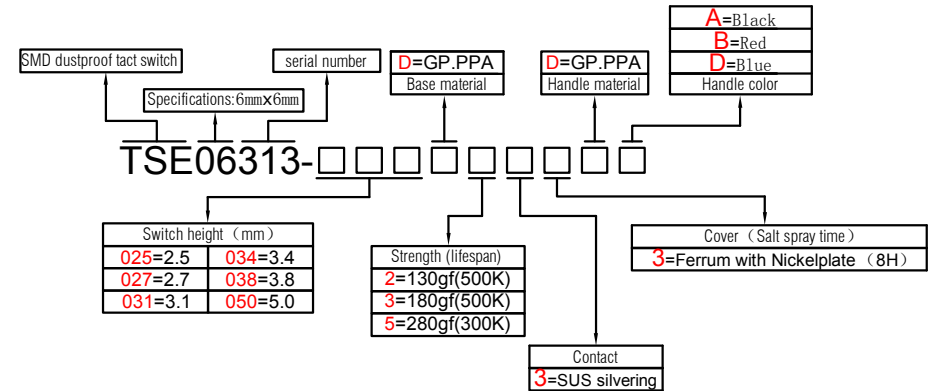 A=Black
B=Red
D=Blue
Handle color
SMD dustproof tact switch
serial number
D=GP.PPA
Base material
D=GP.PPA
Handle material
Specifications:6mmx6mm
TSE06313-□□□□□□□□□
Switch height（mm）
025=2.5 034=3.4
027=2.7 038=3.8
031=3.1 050=5.0
Strength (lifespan)
2=130gf(500K)
3=180gf(500K)
5=280gf(300K)
Cover（Salt spray time）
3=Ferrum with Nickelplate（8H）
Contact
3=SUS silvering